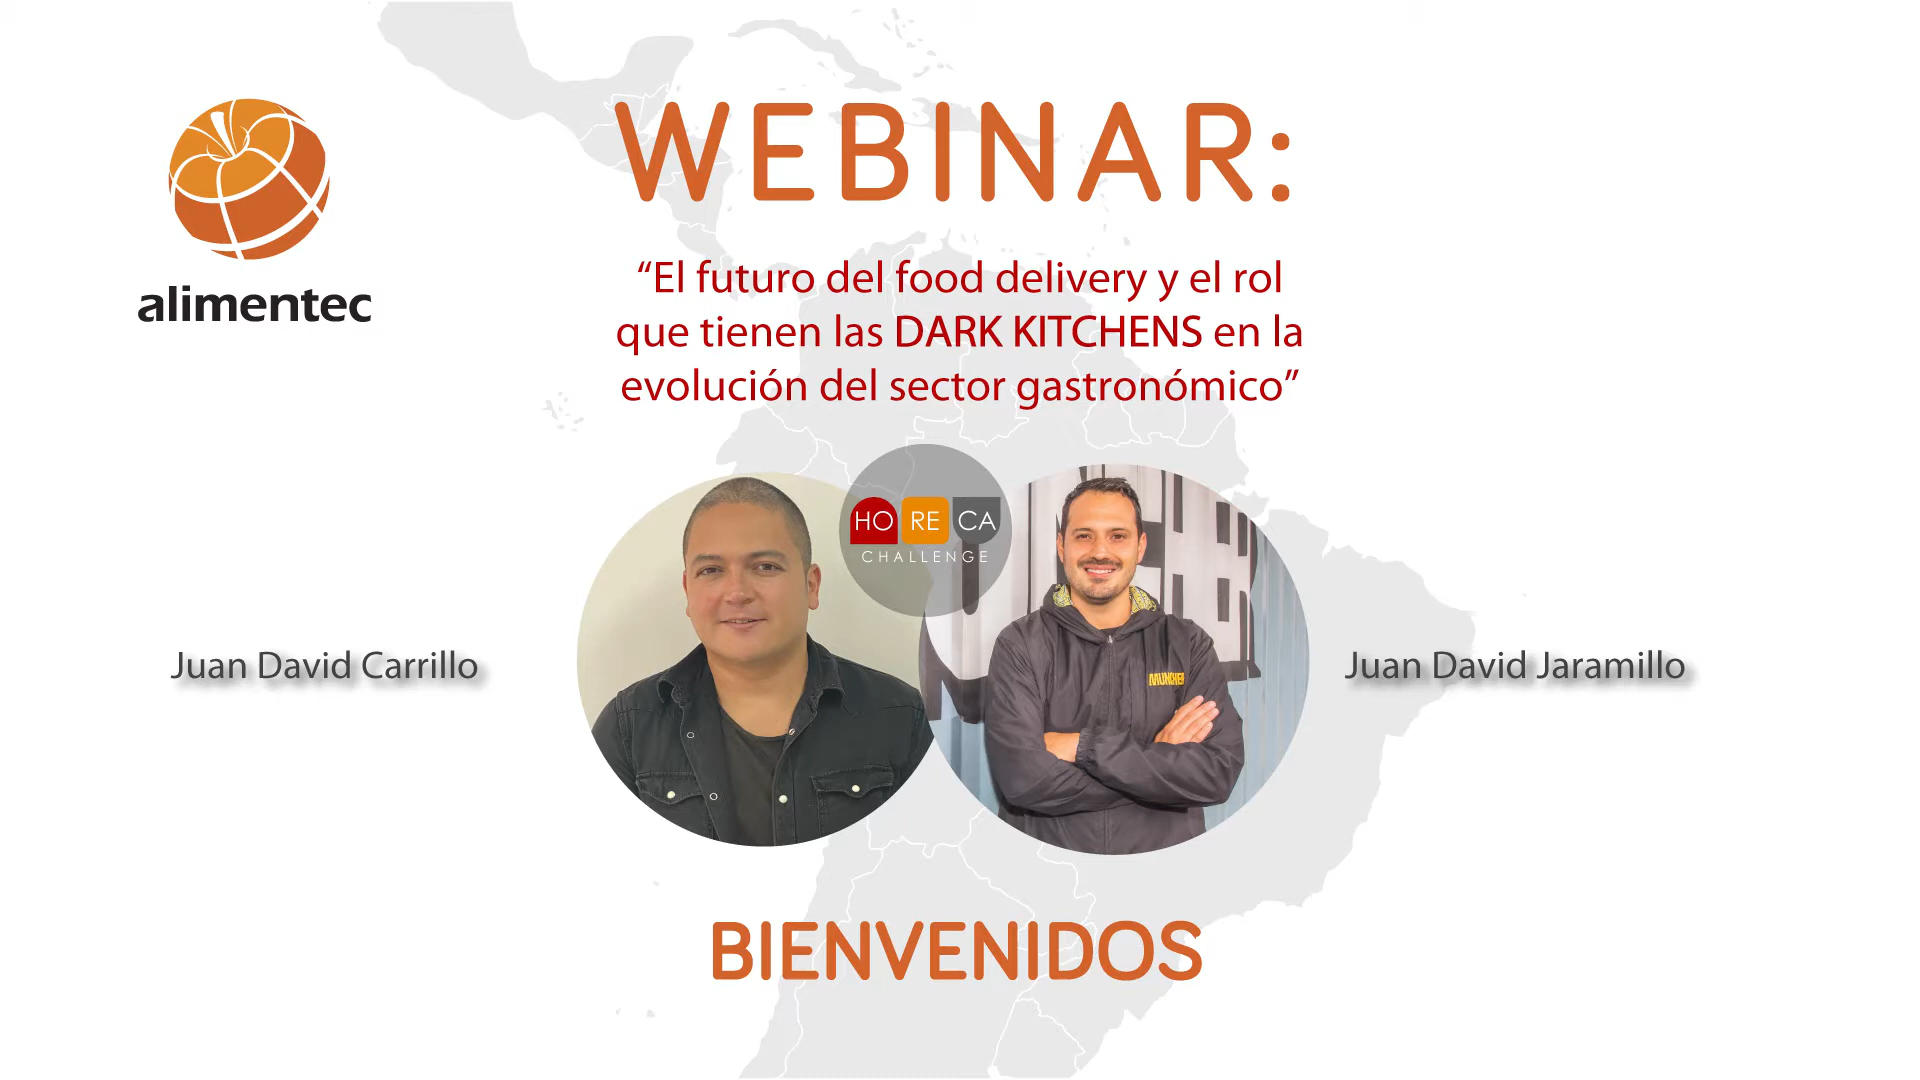 WEBINAR:
alimentec
“El futuro del food delivery y el rol
que tienen las DARK KITCHENS en la
evolución del sector gastronómico”
HO RE CA
CHALLENGE
Juan David Carrillo
Juan David Jaramillo
BIENVENIDOS